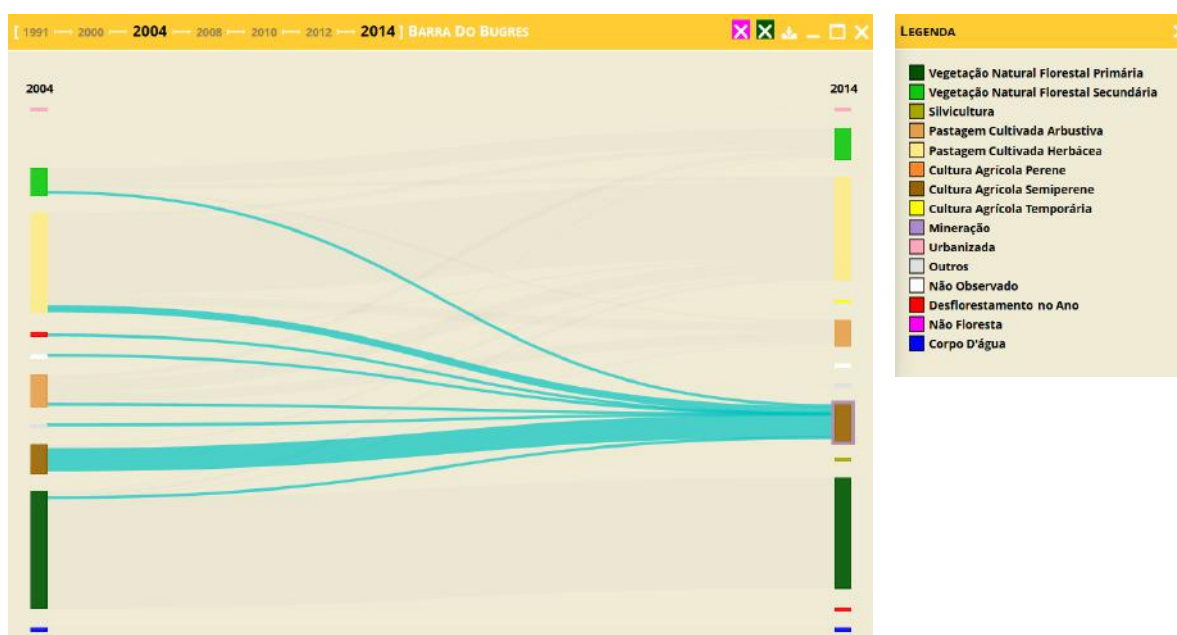 [ 1991 — 2000 — 2004 — 2008 — 2010 — 2012 — 2014 ] BARRA DO BUGRES
LEGENDA
2004
2014
Vegetação Natural Florestal Primária
Vegetação Natural Florestal Secundária
Silvicultura
Pastagem Cultivada Arbustiva
Pastagem Cultivada Herbácea
Cultura Agrícola Perene
Cultura Agrícola Semiperene
Cultura Agrícola Temporária
Mineração
Urbanizada
Outros
Não Observado
Desflorestamento no Ano
Não Floresta
Corpo D'água